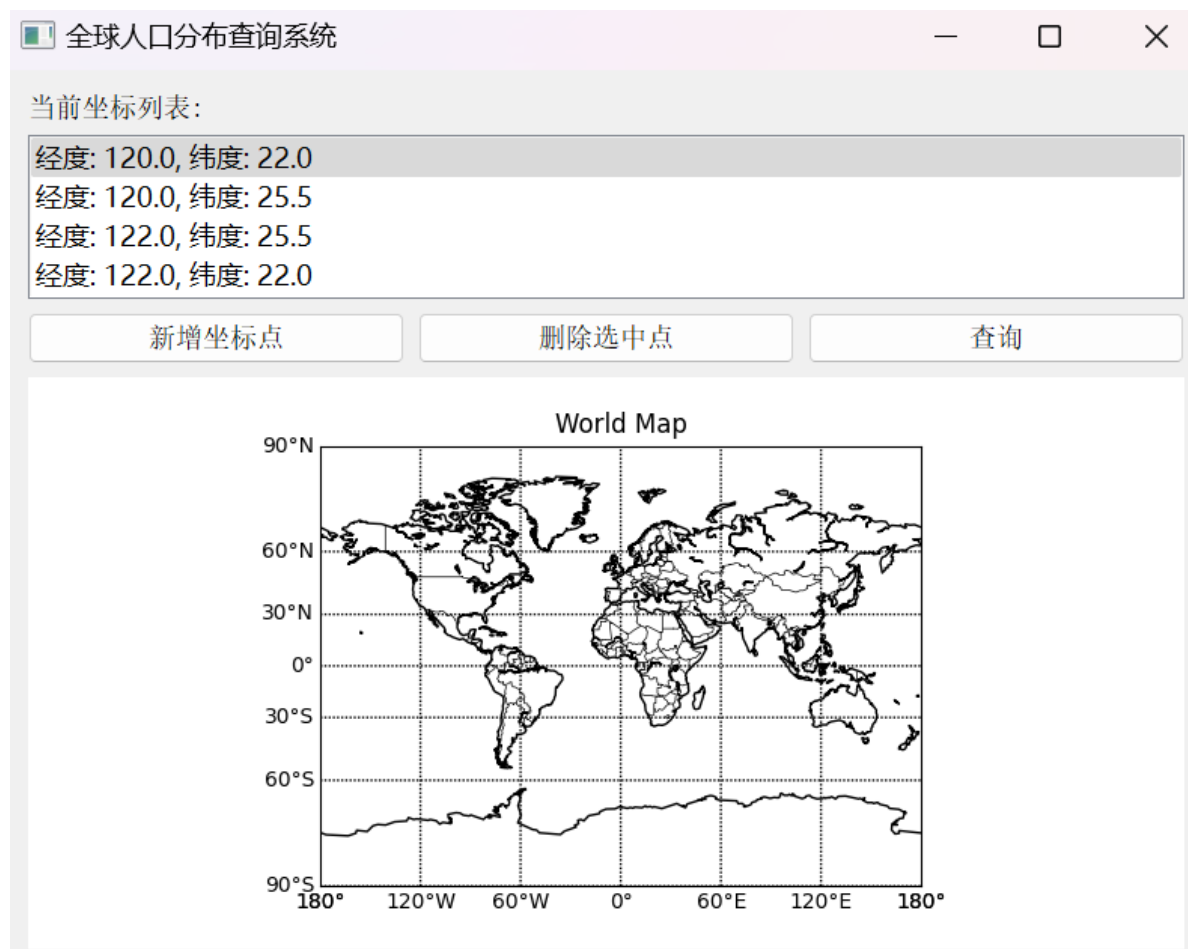 全球人口分布查询系统
当前坐标列表:
经度: 120.0, 纬度: 22.0
经度: 120.0, 纬度: 25.5
经度: 122.0, 纬度: 25.5
经度: 122.0, 纬度: 22.0
新增坐标点 删除选中点 查询
World Map
90°N
60°N
30°N
0°
30°S
60°S
90°S
180° 120°W 60°W 0° 60°E 120°E 180°